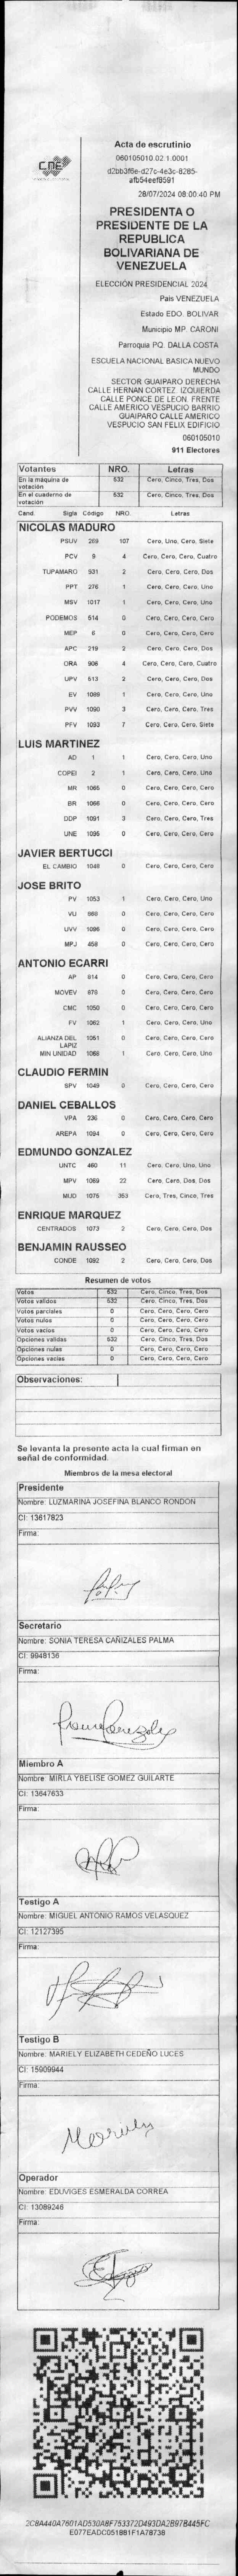 CNE
Acta de escrutinio
060105010.02.1.0001
d2bb3f6e-d27c-4e3c-8285-
afb54eef8591
28/07/2024 08:00:40 PM
PRESIDENTA O
PRESIDENTE DE LA
REPUBLICA
BOLIVARIANA DE
VENEZUELA
ELECCIÓN PRESIDENCIAL 2024
Pais VENEZUELA
Estado EDO. BOLIVAR
Municipio MP. CARONI
Parroquia PQ. DALLA COSTA
ESCUELA NACIONAL BASICA NUEVO
MUNDO
SECTOR GUAIPARO DERECHA
CALLE HERNAN CORTEZ. IZQUIERDA
CALLE PONCE DE LEON. FRENTE
CALLE AMERICO VESPUCIO BARRIO
GUAIPARO CALLE AMERICO
VESPUCIO SAN FELIX EDIFICIO
060105010
911 Electores
Votantes NRO. Letras
En la máquina de votación 532 Cero, Cinco, Tres, Dos
En el cuaderno de votación 532 Cero, Cinco, Tres, Dos
Cand. Sigla Código NRO. Letras
NICOLAS MADURO
PSUV 289 107 Cero, Uno, Cero, Siete
PCV 9 4 Cero, Cero, Cero, Cuatro
TUPAMARO 931 2 Cero, Cero, Cero, Dos
PPT 276 1 Cero, Cero, Cero, Uno
MSV 1017 1 Cero, Cero, Cero, Uno
PODEMOS 514 0 Cero, Cero, Cero, Cero
MEP 6 0 Cero, Cero, Cero, Cero
APC 219 2 Cero, Cero, Cero, Dos
ORA 906 4 Cero, Cero, Cero, Cuatro
UPV 613 2 Cero, Cero, Cero, Dos
EV 1089 1 Cero, Cero, Cero, Uno
PVV 1090 3 Cero, Cero, Cero, Tres
PFV 1093 7 Cero, Cero, Cero, Siete
LUIS MARTINEZ
AD 1 1 Cero, Cero, Cero, Uno
COPEI 2 1 Cero, Cero, Cero, Uno
MR 1065 0 Cero, Cero, Cero, Cero
BR 1066 0 Cero, Cero, Cero, Cero
DDP 1091 3 Cero, Cero, Cero, Tres
UNE 1095 0 Cero, Cero, Cero, Cero
JAVIER BERTUCCI
EL CAMBIO 1048 0 Cero, Cero, Cero, Cero
JOSE BRITO
PV 1053 1 Cero, Cero, Cero, Uno
VU 868 0 Cero, Cero, Cero, Cero
UVV 1096 0 Cero, Cero, Cero, Cero
MPJ 458 0 Cero, Cero, Cero, Cero
ANTONIO ECARRI
AP 814 0 Cero, Cero, Cero, Cero
MOVEV 976 0 Cero, Cero, Cero, Cero
CMC 1050 0 Cero, Cero, Cero, Cero
FV 1062 1 Cero, Cero, Cero, Uno
ALIANZA DEL LAPIZ 1051 0 Cero, Cero, Cero, Cero
MIN UNIDAD 1068 1 Cero, Cero, Cero, Uno
CLAUDIO FERMIN
SPV 1049 0 Cero, Cero, Cero, Cero
DANIEL CEBALLOS
VPA 236 0 Cero, Cero, Cero, Cero
AREPA 1094 0 Cero, Cero, Cero, Cero
EDMUNDO GONZALEZ
UNTC 460 11 Cero, Cero, Uno, Uno
MPV 1069 22 Cero, Cero, Dos, Dos
MUD 1076 353 Cero, Tres, Cinco, Tres
ENRIQUE MARQUEZ
CENTRADOS 1073 2 Cero, Cero, Cero, Dos
BENJAMIN RAUSSEO
CONDE 1092 2 Cero, Cero, Cero, Dos
Resumen de votos
Votos 532 Cero, Cinco, Tres, Dos
Votos validos 532 Cero, Cinco, Tres, Dos
Votos parciales 0 Cero, Cero, Cero, Cero
Votos nulos 0 Cero, Cero, Cero, Cero
Votos vacios 0 Cero, Cero, Cero, Cero
Opciones validas 532 Cero, Cinco, Tres, Dos
Opciones nulas 0 Cero, Cero, Cero, Cero
Opciones vacias 0 Cero, Cero, Cero, Cero
Observaciones:
Se levanta la presente acta la cual firman en
señal de conformidad.
Miembros de la mesa electoral
Presidente
Nombre: LUZMARINA JOSEFINA BLANCO RONDON
CI: 13617823
Firma:
Secretario
Nombre: SONIA TERESA CAÑIZALES PALMA
CI: 9948136
Firma:
Miembro A
Nombre: MIRLA YBELISE GOMEZ GUILARTE
CI: 13647633
Firma:
Testigo A
Nombre: MIGUEL ANTONIO RAMOS VELASQUEZ
CI: 12127395
Firma:
Testigo B
Nombre: MARIELY ELIZABETH CEDEÑO LUCES
CI: 15909944
Firma:
Mariely
Operador
Nombre: EDUVIGES ESMERALDA CORREA
CI: 13089246
Firma:
2C8A440A7601AD530A8F753372D493DA2B97B445FC
E077EADC051881F1A78738